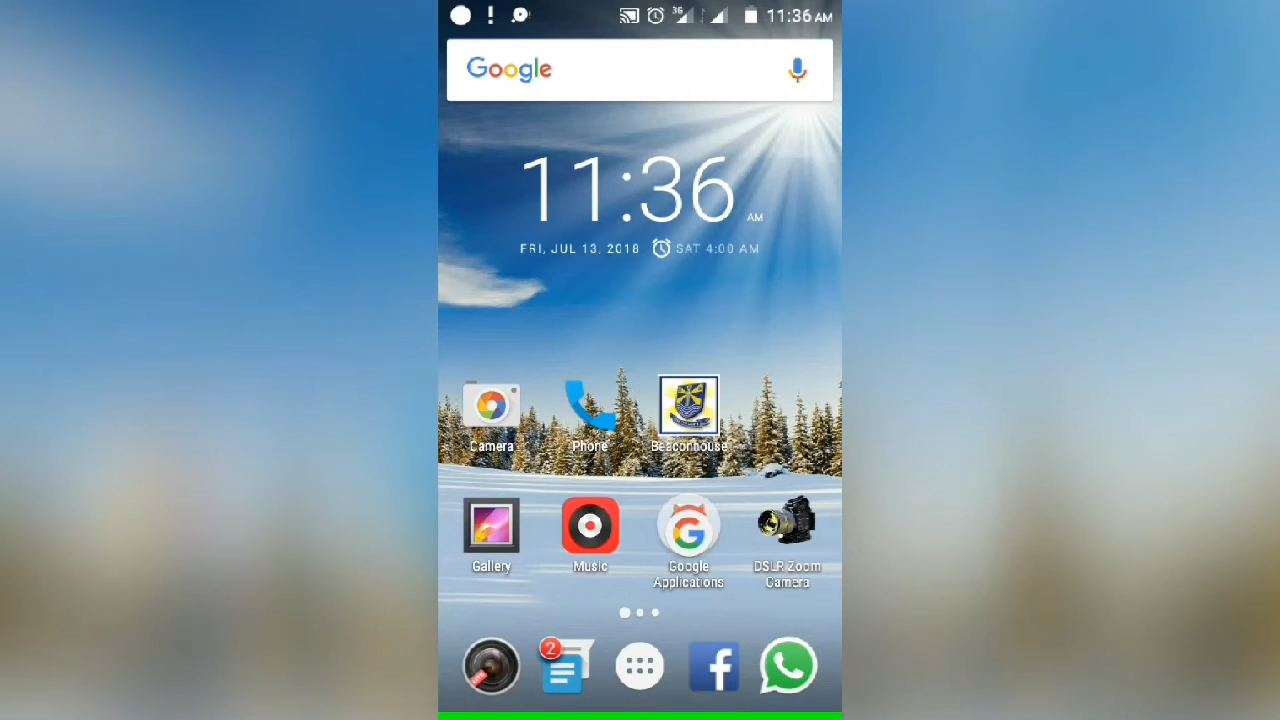 3G 11:36 AM
Google
11:36 AM
FRI, JUL 13, 2018 SAT 4:00 AM
Camera Phone Beaconhouse
Gallery Music Google Applications DSLR Zoom Camera
2